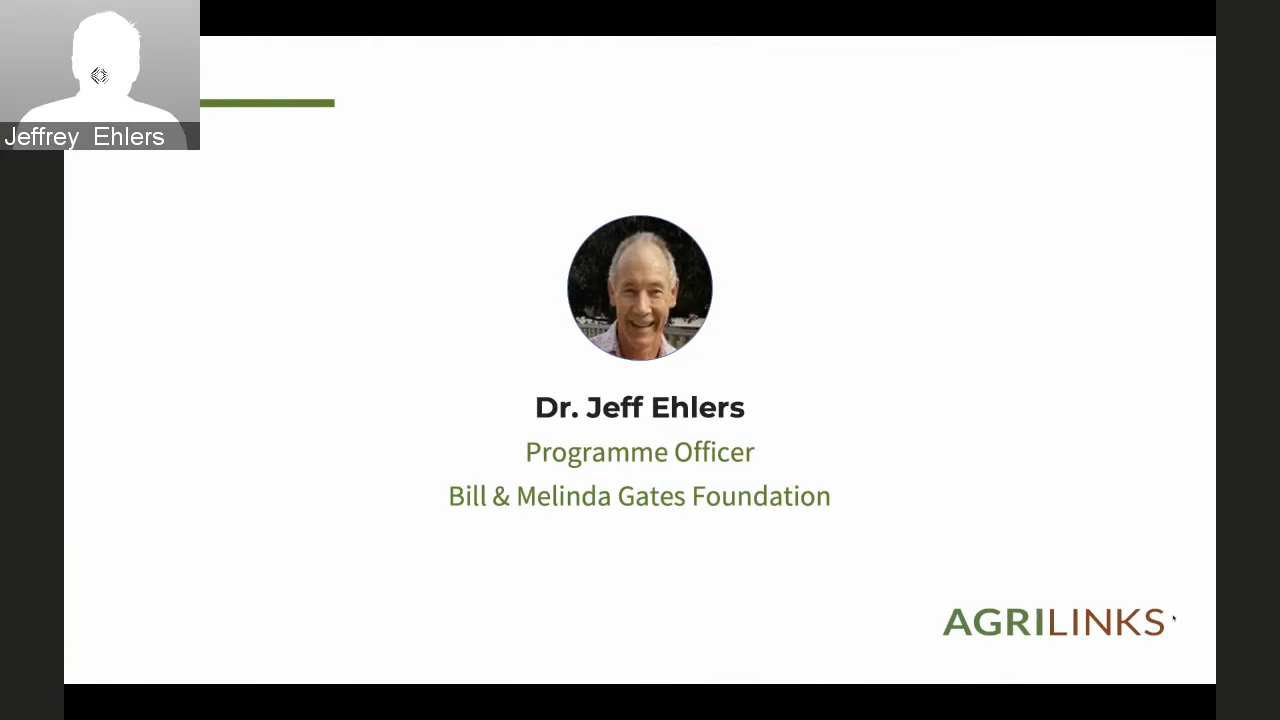 Jeffrey Ehlers
Dr. Jeff Ehlers
Programme Officer
Bill & Melinda Gates Foundation
AGRILINKS